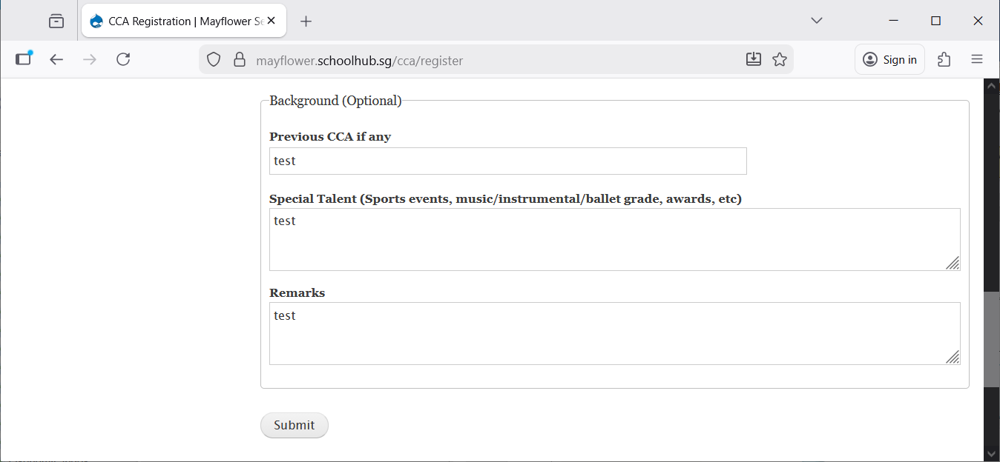 CCA Registration | Mayflower Se
mayflower.schoolhub.sg/cca/register
Sign in
Background (Optional)
Previous CCA if any
test
Special Talent (Sports events, music/instrumental/ballet grade, awards, etc)
test
Remarks
test
Submit